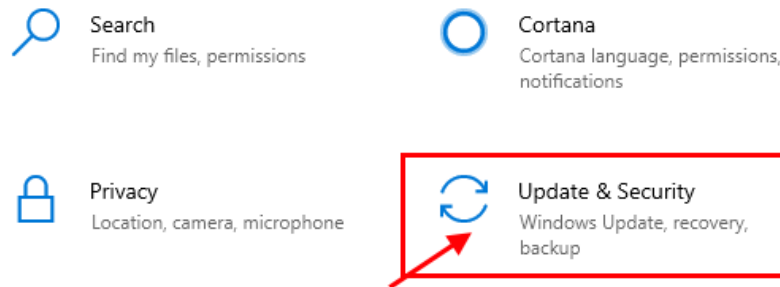 Search
Find my files, permissions
Cortana
Cortana language, permissions,
notifications
Privacy
Location, camera, microphone
Update & Security
Windows Update, recovery,
backup